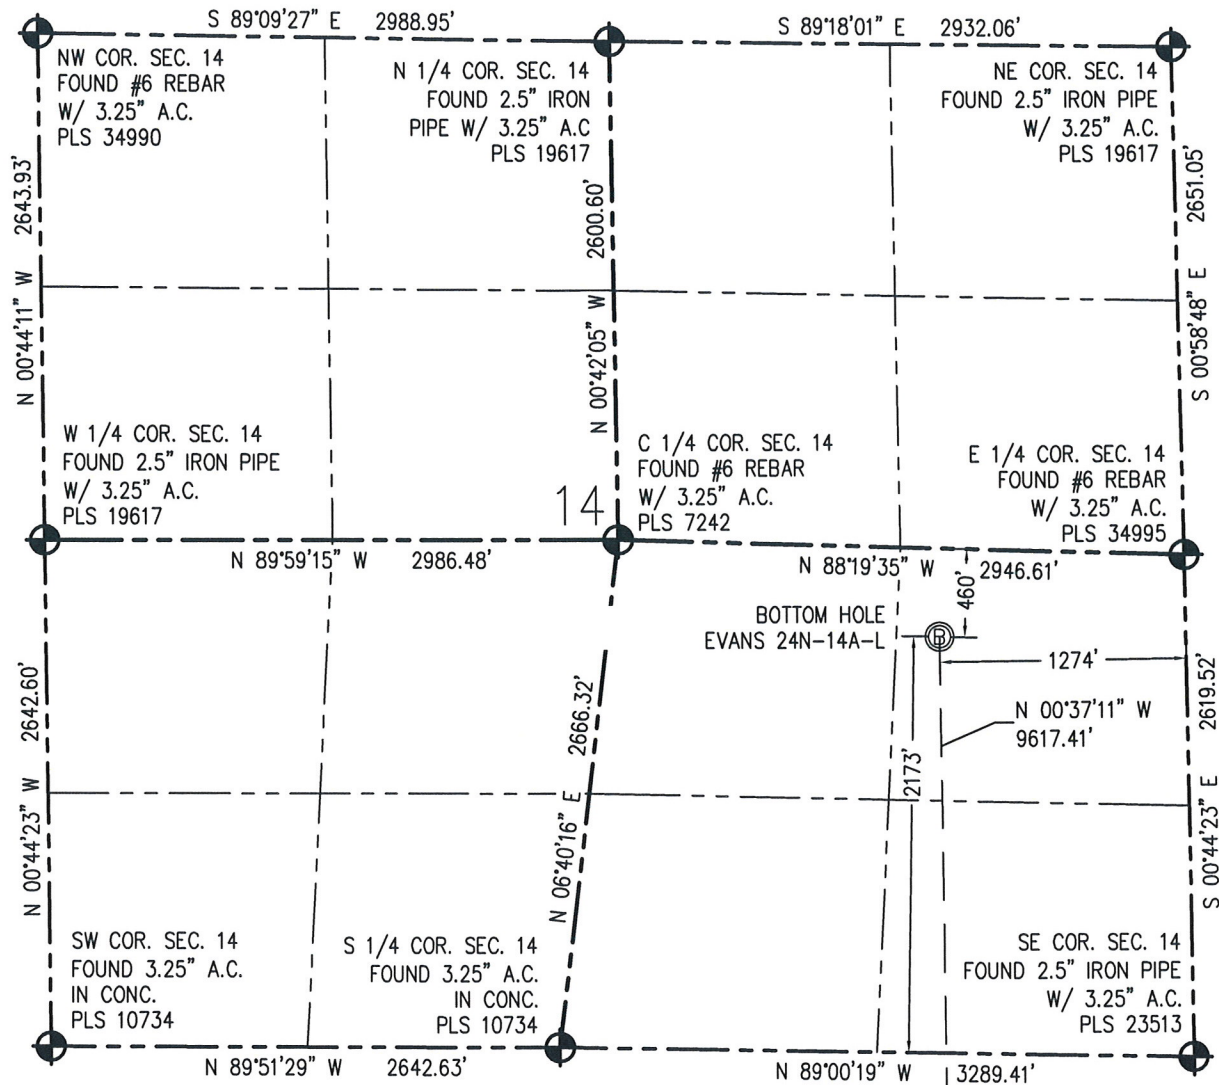 S 89°09'27" E 2988.95'
S 89°18'01" E 2932.06'
NW COR. SEC. 14
FOUND #6 REBAR
W/ 3.25" A.C.
PLS 34990
N 1/4 COR. SEC. 14
FOUND 2.5" IRON
PIPE W/ 3.25" A.C
PLS 19617
NE COR. SEC. 14
FOUND 2.5" IRON PIPE
W/ 3.25" A.C.
PLS 19617
N 00°44'11" W 2643.93'
N 00°42'05" W 2600.60'
S 00°58'48" E 2651.05'
W 1/4 COR. SEC. 14
FOUND 2.5" IRON PIPE
W/ 3.25" A.C.
PLS 19617
14
C 1/4 COR. SEC. 14
FOUND #6 REBAR
W/ 3.25" A.C.
PLS 7242
E 1/4 COR. SEC. 14
FOUND #6 REBAR
W/ 3.25" A.C.
PLS 34995
N 89°59'15" W 2986.48'
N 88°19'35" W 2946.61'
460'
BOTTOM HOLE
EVANS 24N-14A-L
B
1274'
N 00°37'11" W
9617.41'
2173'
N 00°44'23" W 2642.60'
N 06°40'16" E 2666.32'
S 00°44'23" E 2619.52'
SW COR. SEC. 14
FOUND 3.25" A.C.
IN CONC.
PLS 10734
S 1/4 COR. SEC. 14
FOUND 3.25" A.C.
IN CONC.
PLS 10734
SE COR. SEC. 14
FOUND 2.5" IRON PIPE
W/ 3.25" A.C.
PLS 23513
N 89°51'29" W 2642.63'
N 89°00'19" W 3289.41'